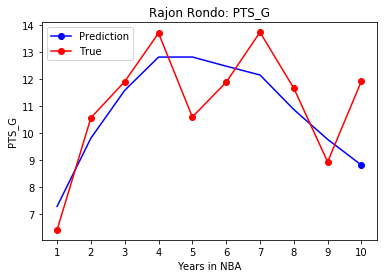 Rajon Rondo: PTS_G
Prediction
True
PTS_G
14
13
12
11
10
9
8
7
1 2 3 4 5 6 7 8 9 10
Years in NBA